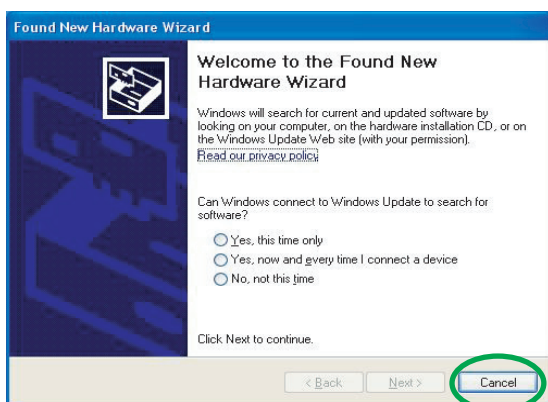 Found New Hardware Wizard
Welcome to the Found New
Hardware Wizard
Windows will search for current and updated software by
looking on your computer, on the hardware installation CD, or on
the Windows Update Web site (with your permission).
Read our privacy policy
Can Windows connect to Windows Update to search for
software?
Yes, this time only
Yes, now and every time I connect a device
No, not this time
Click Next to continue.
< Back Next > Cancel